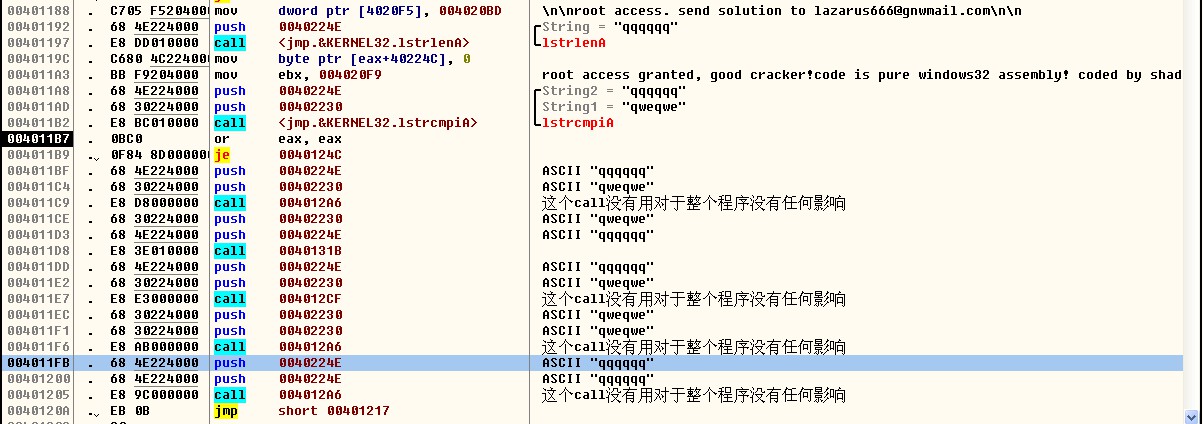 00401188 . C705 F5204000 mov dword ptr [4020F5], 004020BD \n\nroot access. send solution to lazarus666@gnwmail.com\n\n
00401192 . 68 4E224000 push 0040224E String = "qqqqqq"
00401197 . E8 DD010000 call <jmp.&KERNEL32.lstrlenA> lstrlenA
0040119C . C680 4C224000 mov byte ptr [eax+40224C], 0
004011A3 . BB F9204000 mov ebx, 004020F9 root access granted, good cracker!code is pure windows32 assembly! coded by shad
004011A8 . 68 4E224000 push 0040224E String2 = "qqqqqq"
004011AD . 68 30224000 push 00402230 String1 = "qweqwe"
004011B2 . E8 BC010000 call <jmp.&KERNEL32.lstrcmpiA> lstrcmpiA
004011B7 . 0BC0 or eax, eax
004011B9 . 0F84 8D000000 je 0040124C
004011BF . 68 4E224000 push 0040224E ASCII "qqqqqq"
004011C4 . 68 30224000 push 00402230 ASCII "qweqwe"
004011C9 . E8 D8000000 call 004012A6 这个call没有用对于整个程序没有任何影响
004011CE . 68 30224000 push 00402230 ASCII "qweqwe"
004011D3 . 68 4E224000 push 0040224E ASCII "qqqqqq"
004011D8 . E8 3E010000 call 0040131B
004011DD . 68 4E224000 push 0040224E ASCII "qqqqqq"
004011E2 . 68 30224000 push 00402230 ASCII "qweqwe"
004011E7 . E8 E3000000 call 004012CF 这个call没有用对于整个程序没有任何影响
004011EC . 68 30224000 push 00402230 ASCII "qweqwe"
004011F1 . 68 30224000 push 00402230 ASCII "qweqwe"
004011F6 . E8 AB000000 call 004012A6 这个call没有用对于整个程序没有任何影响
004011FB . 68 4E224000 push 0040224E ASCII "qqqqqq"
00401200 . 68 4E224000 push 0040224E ASCII "qqqqqq"
00401205 . E8 9C000000 call 004012A6 这个call没有用对于整个程序没有任何影响
0040120A . EB 0B jmp short 00401217